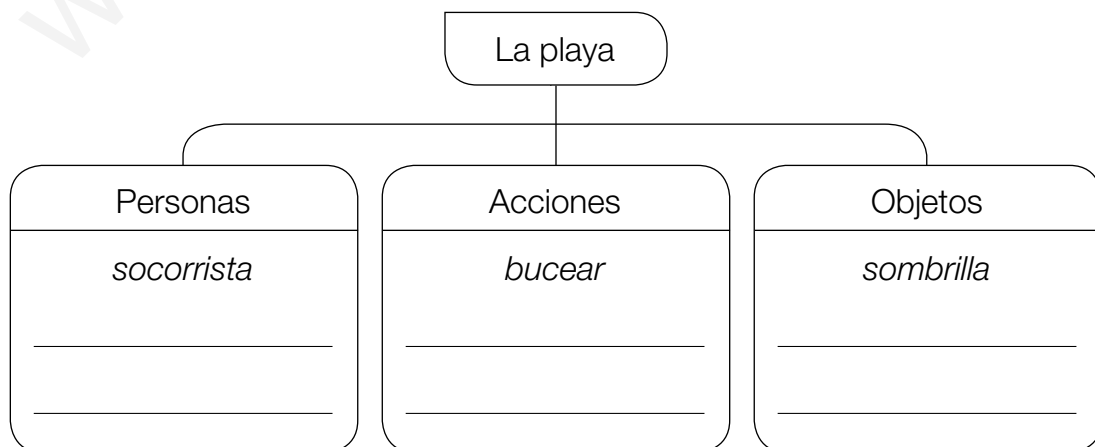 La playa
Personas
Acciones
Objetos
socorrista
bucear
sombrilla